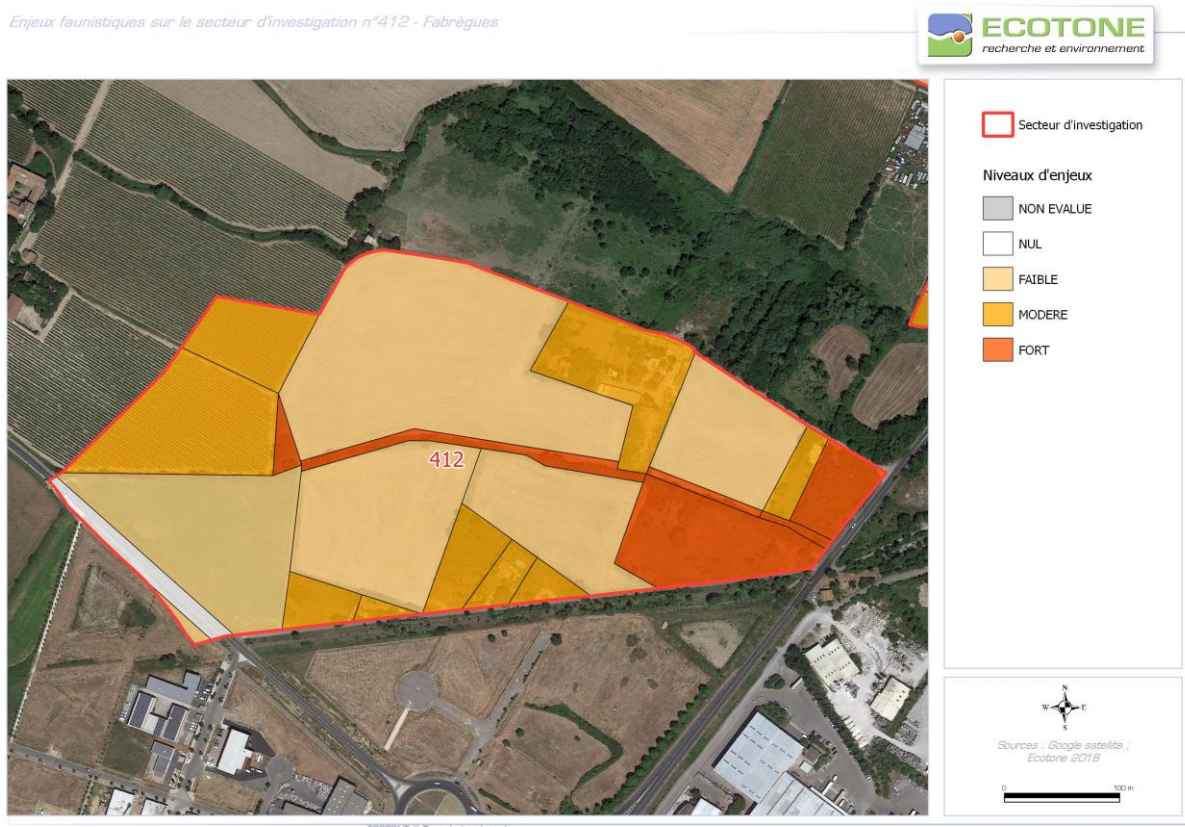 Enjeux faunistiques sur le secteur d'investigation n°412 - Fabrègues
ECOTONE
recherche et environnement
Secteur d'investigation
Niveaux d'enjeux
NON EVALUE
NUL
FAIBLE
MODERE
FORT
412
N
W E
S
Sources : Google satellite ;
Ecotone 2018
0 100 m